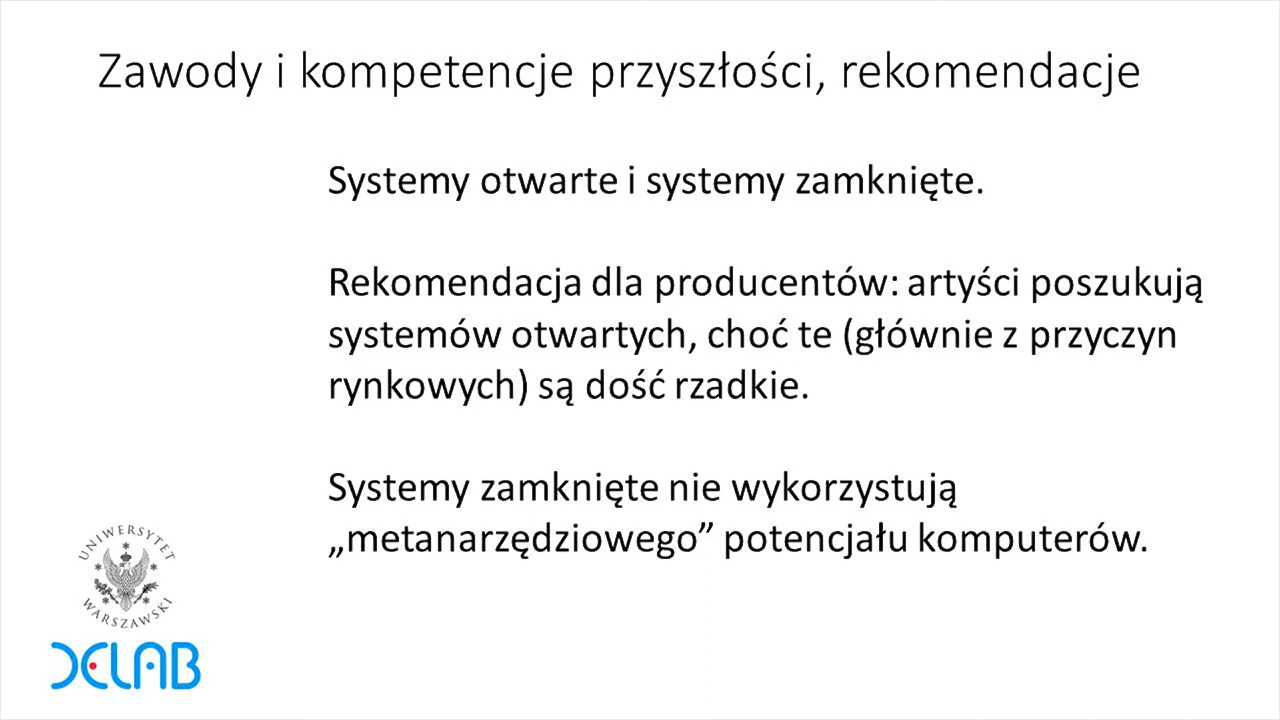 Zawody i kompetencje przyszłości, rekomendacje
Systemy otwarte i systemy zamknięte.
Rekomendacja dla producentów: artyści poszukują
systemów otwartych, choć te (głównie z przyczyn
rynkowych) są dość rzadkie.
Systemy zamknięte nie wykorzystują
„metanarzędziowego” potencjału komputerów.
UNIWERSYTET
WARSZAWSKI
DELAB